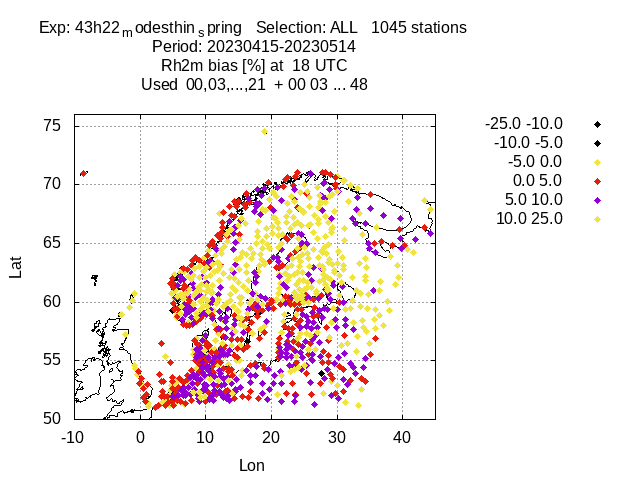 Exp: 43h22modesthinspring Selection: ALL 1045 stations
Period: 20230415-20230514
Rh2m bias [%] at 18 UTC
Used 00,03,...,21 + 00 03 ... 48
-25.0 -10.0
-10.0 -5.0
-5.0 0.0
0.0 5.0
5.0 10.0
10.0 25.0
75
70
65
60
55
50
Lat
-10 0 10 20 30 40
Lon